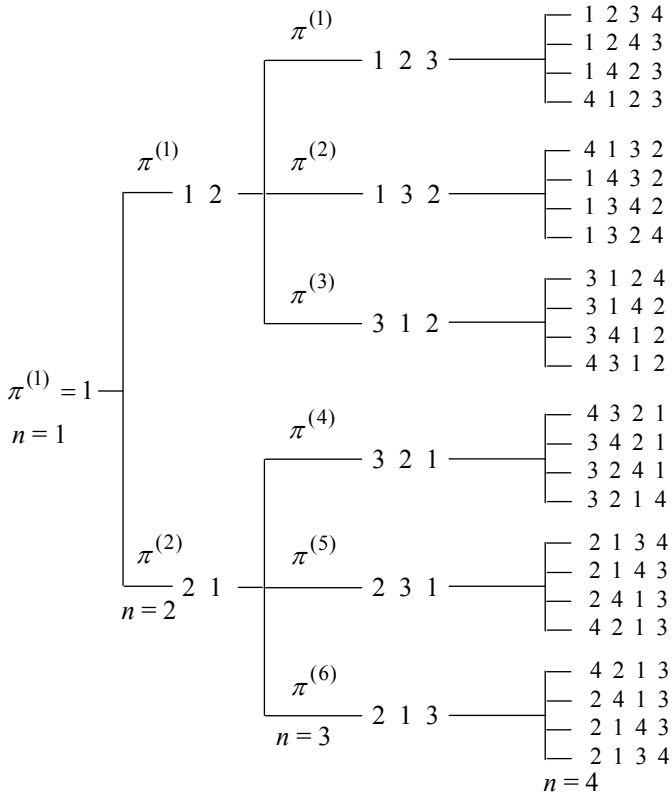 π^(1)
1 2 3
1 2 3 4
1 2 4 3
1 4 2 3
4 1 2 3
π^(1)
1 2
π^(2)
1 3 2
4 1 3 2
1 4 3 2
1 3 4 2
1 3 2 4
π^(3)
3 1 2
3 1 2 4
3 1 4 2
3 4 1 2
4 3 1 2
π^(1) = 1
n = 1
π^(4)
3 2 1
4 3 2 1
3 4 2 1
3 2 4 1
3 2 1 4
π^(2)
2 1
n = 2
π^(5)
2 3 1
2 1 3 4
2 1 4 3
2 4 1 3
4 2 1 3
π^(6)
2 1 3
n = 3
4 2 1 3
2 4 1 3
2 1 4 3
2 1 3 4
n = 4